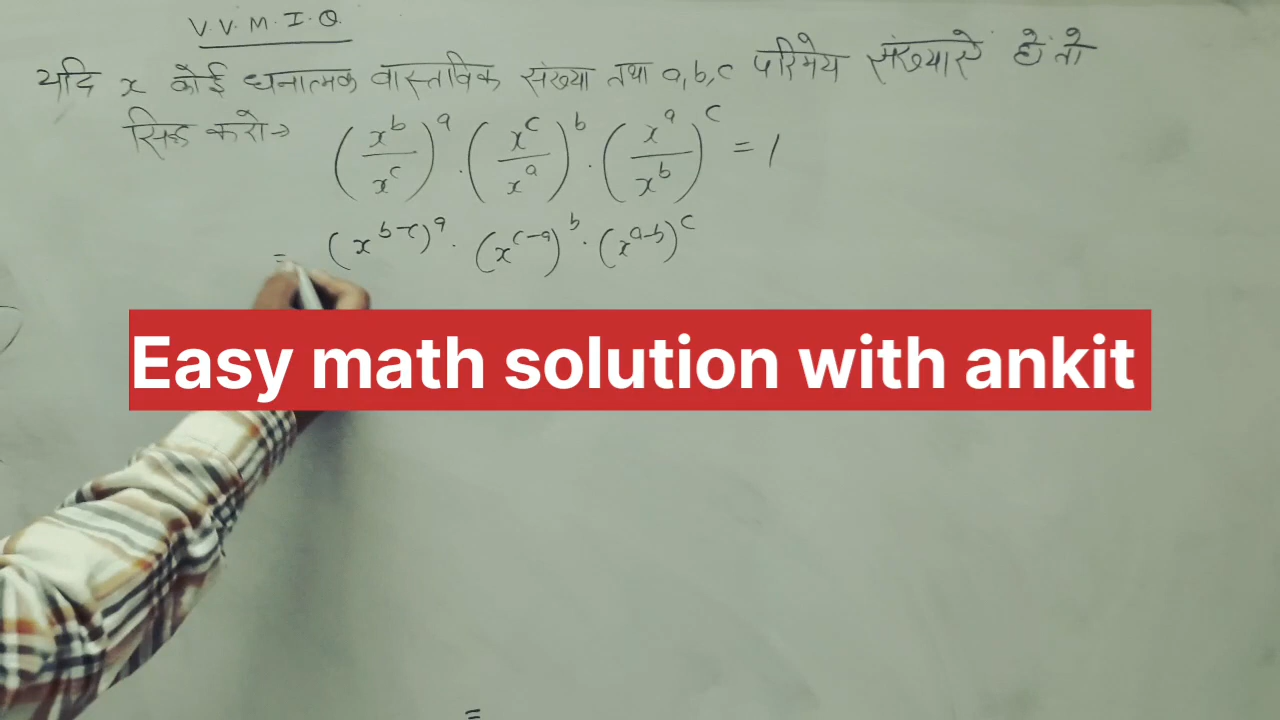 V.V.M.I.Q.
यदि x कोई धनात्मक वास्तविक संख्या तथा a,b,c परिमेय संख्यायें हों तो
सिद्ध करो→ (x^b/x^c)^a . (x^c/x^a)^b . (x^a/x^b)^c = 1
= (x^{b-c})^a . (x^{c-a})^b . (x^{a-b})^c
Easy math solution with ankit
=